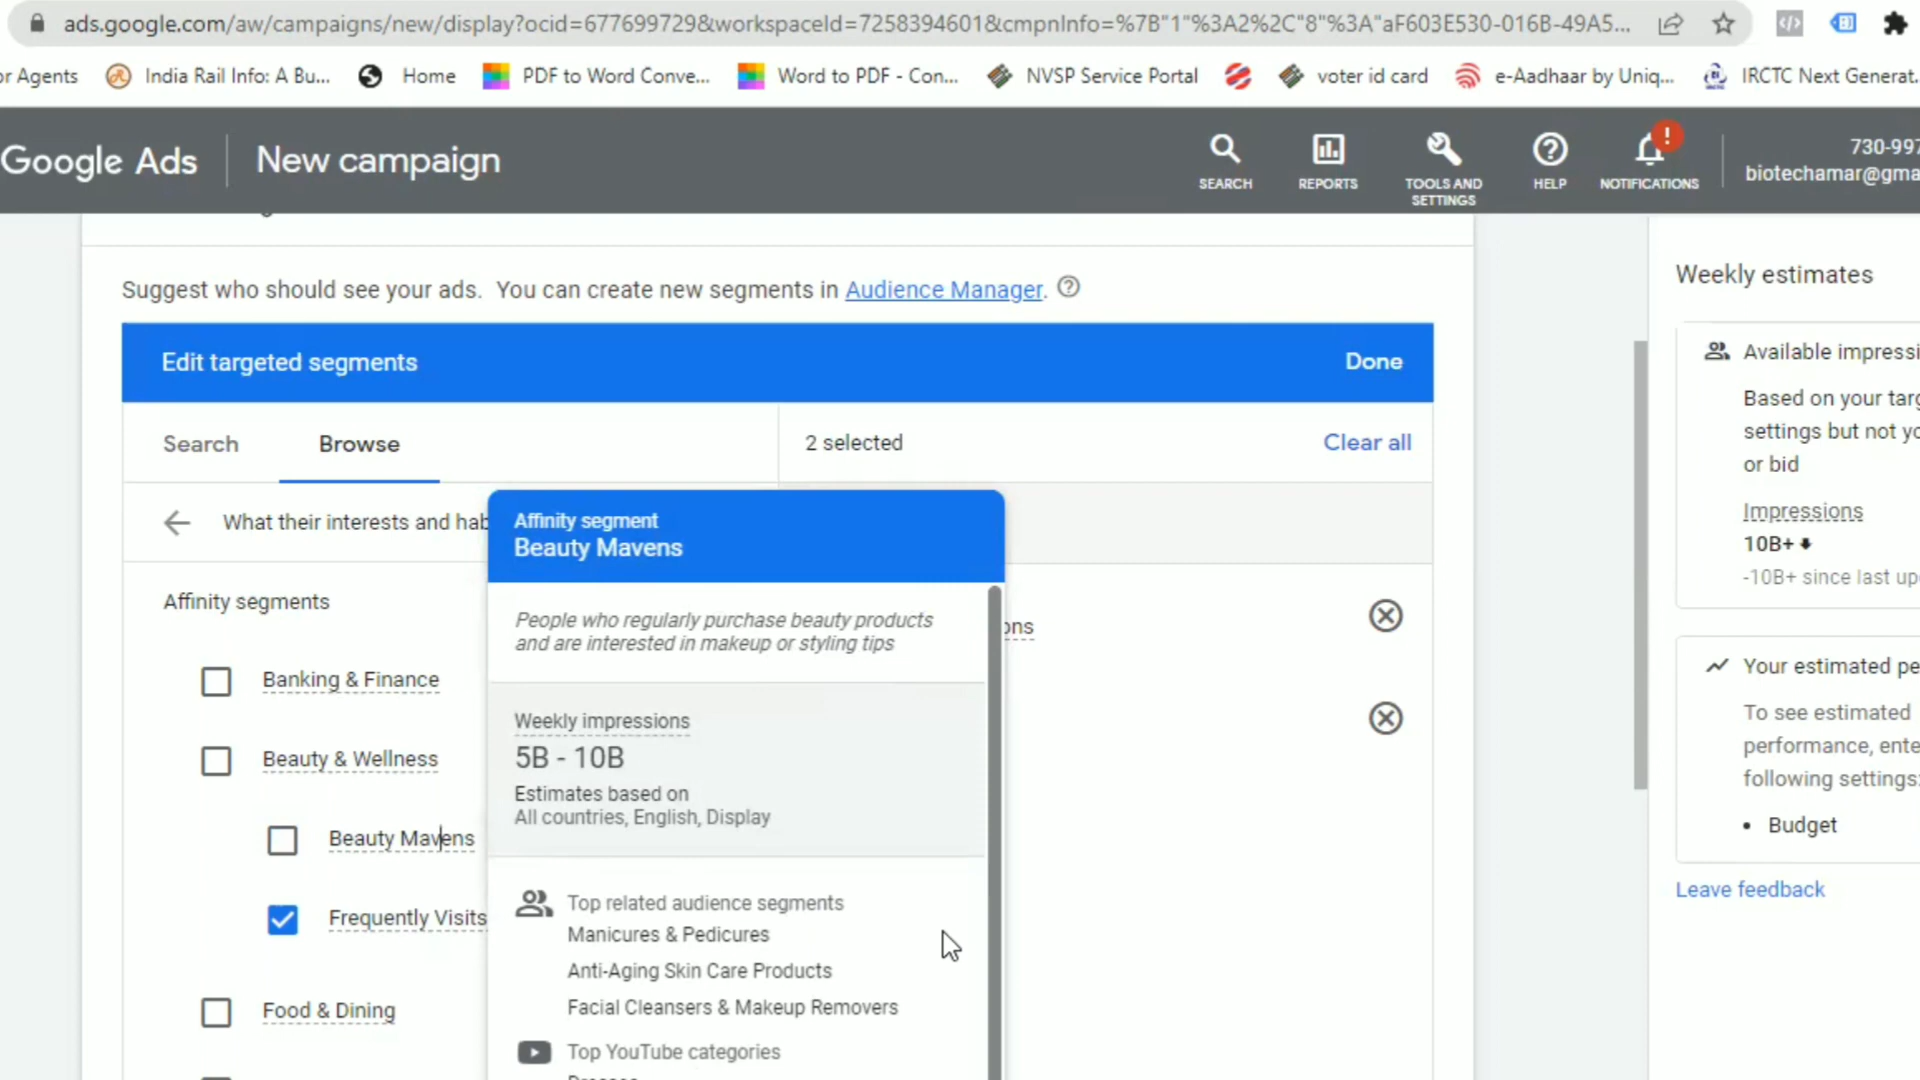 ads.google.com/aw/campaigns/new/display?ocid=677699729&workspaceId=7258394601&cmpnInfo=%7B"1"%3A2%2C"8"%3A"aF603E530-016B-49A5...
or Agents
India Rail Info: A Bu...
Home
PDF to Word Conve...
Word to PDF - Con...
NVSP Service Portal
voter id card
e-Aadhaar by Uniq...
IRCTC Next Generat.
Google Ads
New campaign
SEARCH
REPORTS
TOOLS AND
SETTINGS
HELP
NOTIFICATIONS
730-997
biotechamar@gma
Suggest who should see your ads. You can create new segments in Audience Manager.
Edit targeted segments
Done
Search
Browse
2 selected
Clear all
What their interests and hab
Affinity segments
Banking & Finance
Beauty & Wellness
Beauty Mavens
Frequently Visits
Food & Dining
Affinity segment
Beauty Mavens
People who regularly purchase beauty products
and are interested in makeup or styling tips
Weekly impressions
5B - 10B
Estimates based on
All countries, English, Display
Top related audience segments
Manicures & Pedicures
Anti-Aging Skin Care Products
Facial Cleansers & Makeup Removers
Top YouTube categories
ons
Weekly estimates
Available impressi
Based on your targ
settings but not yo
or bid
Impressions
10B+
-10B+ since last up
Your estimated pe
To see estimated
performance, ente
following settings:
• Budget
Leave feedback